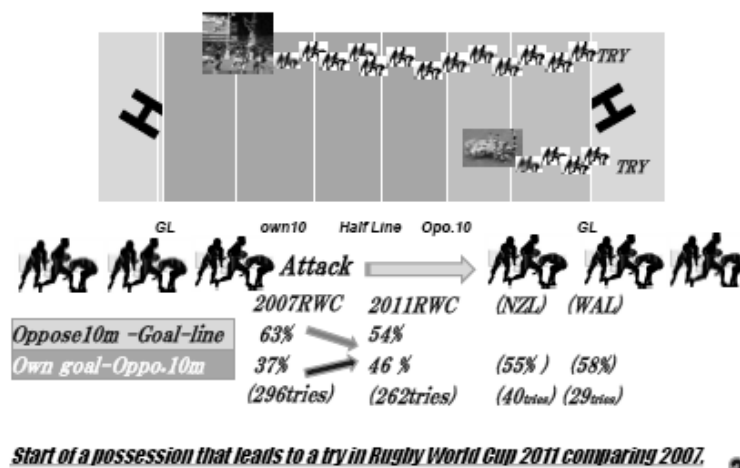 TRY
TRY
GL own10 Half Line Opo.10 GL
Attack
2007RWC 2011RWC (NZL) (WAL)
Oppose10m -Goal-line 63% 54%
Own goal-Oppo.10m 37% 46 % (55% ) (58%)
(296tries) (262tries) (40tries) (29tries)
Start of a possession that leads to a try in Rugby World Cup 2011 comparing 2007.